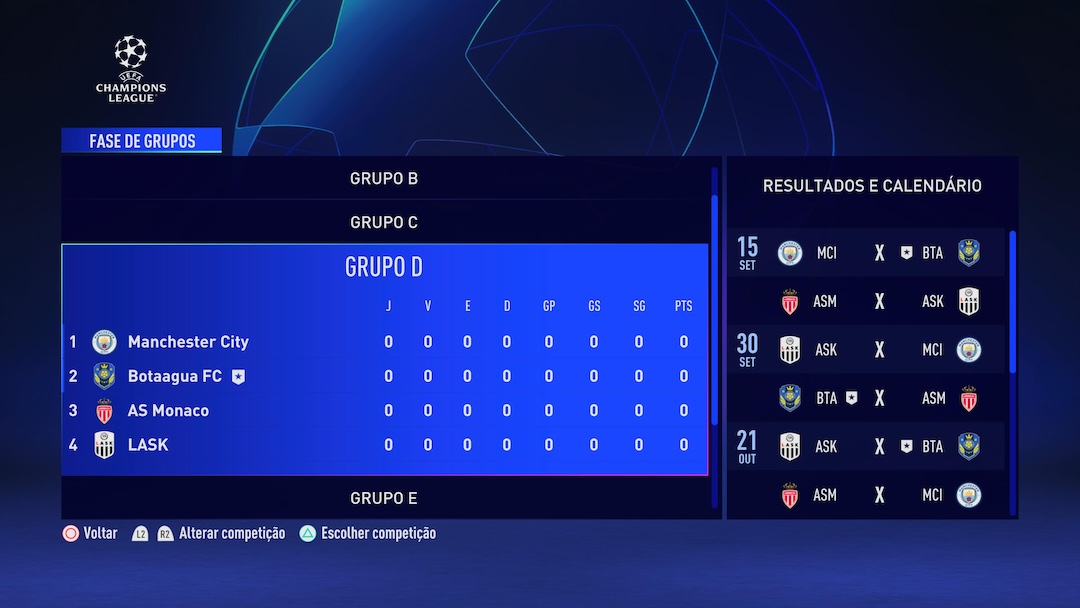 UEFA
CHAMPIONS
LEAGUE
FASE DE GRUPOS
GRUPO B
GRUPO C
GRUPO D
J V E D GP GS SG PTS
1 Manchester City 0 0 0 0 0 0 0 0
2 Botaagua FC 0 0 0 0 0 0 0 0
3 AS Monaco 0 0 0 0 0 0 0 0
4 LASK 0 0 0 0 0 0 0 0
GRUPO E
RESULTADOS E CALENDÁRIO
15 SET MCI X BTA
ASM X ASK
30 SET ASK X MCI
BTA X ASM
21 OUT ASK X BTA
ASM X MCI
Voltar L2 R2 Alterar competição Escolher competição